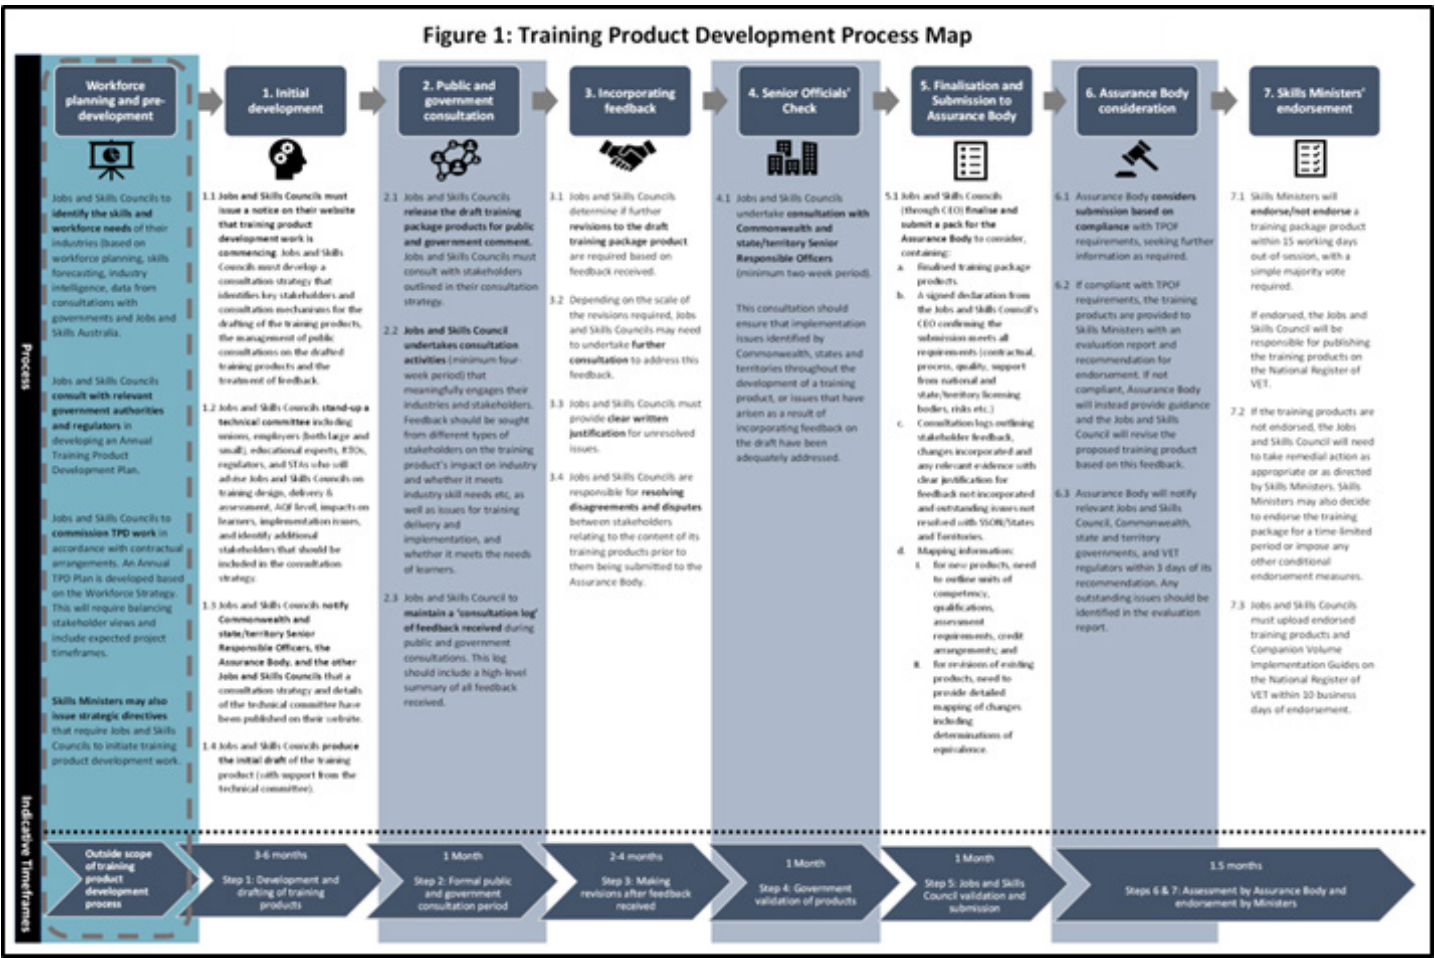 Figure 1: Training Product Development Process Map
Process
Indicative Timeframes
Workforce
planning and pre-
development
Jobs and Skills Councils to
identify the skills and
workforce needs of their
industries (based on
workforce planning, skills
forecasting, industry
intelligence, data from
consultations with
governments and Jobs and
Skills Australia.
Jobs and Skills Councils
consult with relevant
government authorities
and regulators in
developing an Annual
Training Product
Development Plan.
Jobs and Skills Councils to
commission TPD work in
accordance with contractual
arrangements. An Annual
TPD Plan is developed based
on the Workforce Strategy.
This will require balancing
stakeholder views and
include expected project
timeframes.
Skills Ministers may also
issue strategic directives
that require Jobs and Skills
Councils to initiate training
product development work.
1. Initial
development
1.1 Jobs and Skills Councils must
issue a notice on their website
that training product
development work is
commencing. Jobs and Skills
Councils must develop a
consultation strategy that
identifies key stakeholders and
consultation mechanisms for the
drafting of the training products,
the management of public
consultations on the drafted
training products and the
treatment of feedback.
1.2 Jobs and Skills Councils stand-up a
technical committee including
unions, employers (both large and
small), educational experts, RTOs,
regulators, and STAs who will
advise Jobs and Skills Councils on
training design, delivery &
assessment, AQF level, impacts on
learners, implementation issues,
and identify additional
stakeholders that should be
included in the consultation
strategy.
1.3 Jobs and Skills Councils notify
Commonwealth and
state/territory Senior
Responsible Officers, the
Assurance Body, and the other
Jobs and Skills Councils that a
consultation strategy and details
of the technical committee have
been published on their website.
1.4 Jobs and Skills Councils produce
the initial draft of the training
product (with support from the
technical committee).
2. Public and
government
consultation
2.1 Jobs and Skills Councils
release the draft training
package products for public
and government comment.
Jobs and Skills Councils must
consult with stakeholders
outlined in their consultation
strategy.
2.2 Jobs and Skills Council
undertakes consultation
activities (minimum four-
week period) that
meaningfully engages their
industries and stakeholders.
Feedback should be sought
from different types of
stakeholders on the training
product's impact on industry
and whether it meets
industry skill needs etc, as
well as issues for training
delivery and
implementation, and
whether it meets the needs
of learners.
2.3 Jobs and Skills Council to
maintain a 'consultation log'
of feedback received during
public and government
consultations. This log
should include a high-level
summary of all feedback
received.
3. Incorporating
feedback
3.1 Jobs and Skills Councils
determine if further
revisions to the draft
training package product
are required based on
feedback received.
3.2 Depending on the scale of
the revisions required, Jobs
and Skills Councils may need
to undertake further
consultation to address this
feedback.
3.3 Jobs and Skills Councils must
provide clear written
justification for unresolved
issues.
3.4 Jobs and Skills Councils are
responsible for resolving
disagreements and disputes
between stakeholders
relating to the content of its
training products prior to
them being submitted to the
Assurance Body.
4. Senior Officials'
Check
4.1 Jobs and Skills Councils
undertake consultation with
Commonwealth and
state/territory Senior
Responsible Officers
(minimum two-week period).
This consultation should
ensure that implementation
issues identified by
Commonwealth, states and
territories throughout the
development of a training
product, or issues that have
arisen as a result of
incorporating feedback on
the draft have been
adequately addressed.
5. Finalisation and
Submission to
Assurance Body
5.1 Jobs and Skills Councils
(through CEO) finalise and
submit a pack for the
Assurance Body to consider,
containing:
a. Finalised training package
products.
b. A signed declaration from
the Jobs and Skills Council's
CEO confirming the
submission meets all
requirements (contractual,
process, quality, support
from national and
state/territory licensing
bodies, risks etc.)
c. Consultation logs outlining
stakeholder feedback,
changes incorporated and
any relevant evidence with
clear justification for
feedback not incorporated
and outstanding issues not
resolved with SSON/States
and Territories.
d. Mapping information:
i. for new products, need
to outline units of
competency,
qualifications,
assessment
requirements, credit
arrangements; and
ii. for revisions of existing
products, need to
provide detailed
mapping of changes
including
determinations of
equivalence.
6. Assurance Body
consideration
6.1 Assurance Body considers
submission based on
compliance with TPOF
requirements, seeking further
information as required.
6.2 If compliant with TPOF
requirements, the training
products are provided to
Skills Ministers with an
evaluation report and
recommendation for
endorsement. If not
compliant, Assurance Body
will instead provide guidance
and the Jobs and Skills
Council will revise the
proposed training product
based on this feedback.
6.3 Assurance Body will notify
relevant Jobs and Skills
Council, Commonwealth,
state and territory
governments, and VET
regulators within 3 days of its
recommendation. Any
outstanding issues should be
identified in the evaluation
report.
7. Skills Ministers'
endorsement
7.1 Skills Ministers will
endorse/not endorse a
training package product
within 15 working days
out-of-session, with a
simple majority vote
required.
If endorsed, the Jobs and
Skills Council will be
responsible for publishing
the training products on
the National Register of
VET.
7.2 If the training products are
not endorsed, the Jobs
and Skills Council will need
to take remedial action as
appropriate or as directed
by Skills Ministers. Skills
Ministers may also decide
to endorse the training
package for a time-limited
period or impose any
other conditional
endorsement measures.
7.3 Jobs and Skills Councils
must upload endorsed
training products and
Companion Volume
Implementation Guides on
the National Register of
VET within 10 business
days of endorsement.
Outside scope
of training
product
development
process
3-6 months
Step 1: Development and
drafting of training
products
1 Month
Step 2: Formal public
and government
consultation period
2-4 months
Step 3: Making
revisions after feedback
received
1 Month
Step 4: Government
validation of products
1 Month
Step 5: Jobs and Skills
Council validation and
submission
1.5 months
Steps 6 & 7: Assessment by Assurance Body and
endorsement by Ministers